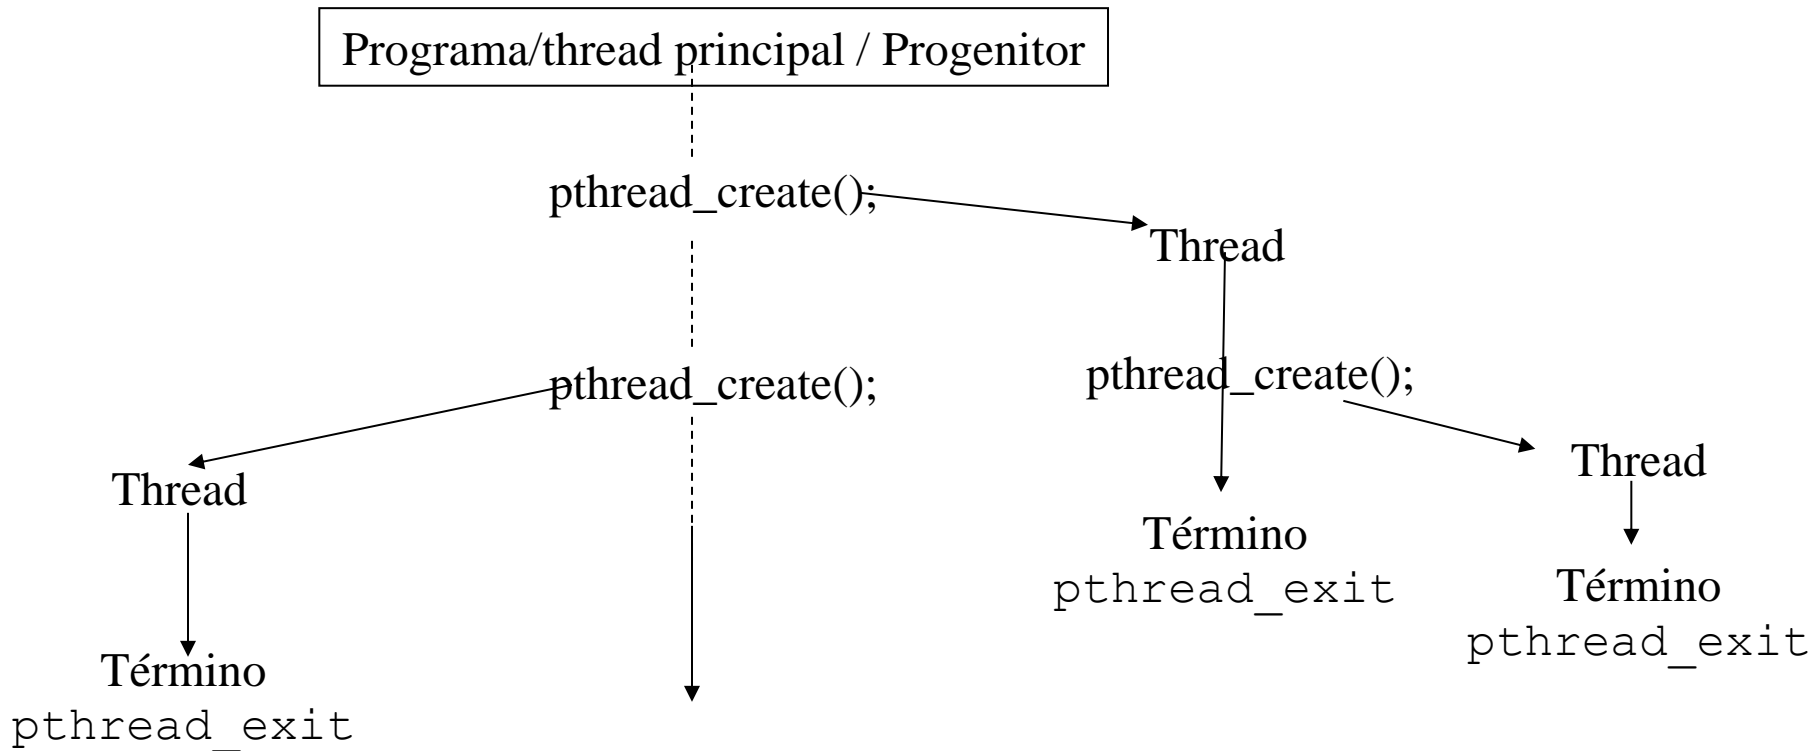 Programa/thread principal / Progenitor
pthread_create();
Thread
pthread_create();
pthread_create();
Thread
Thread
Término
pthread_exit
Término
pthread_exit
Término
pthread_exit